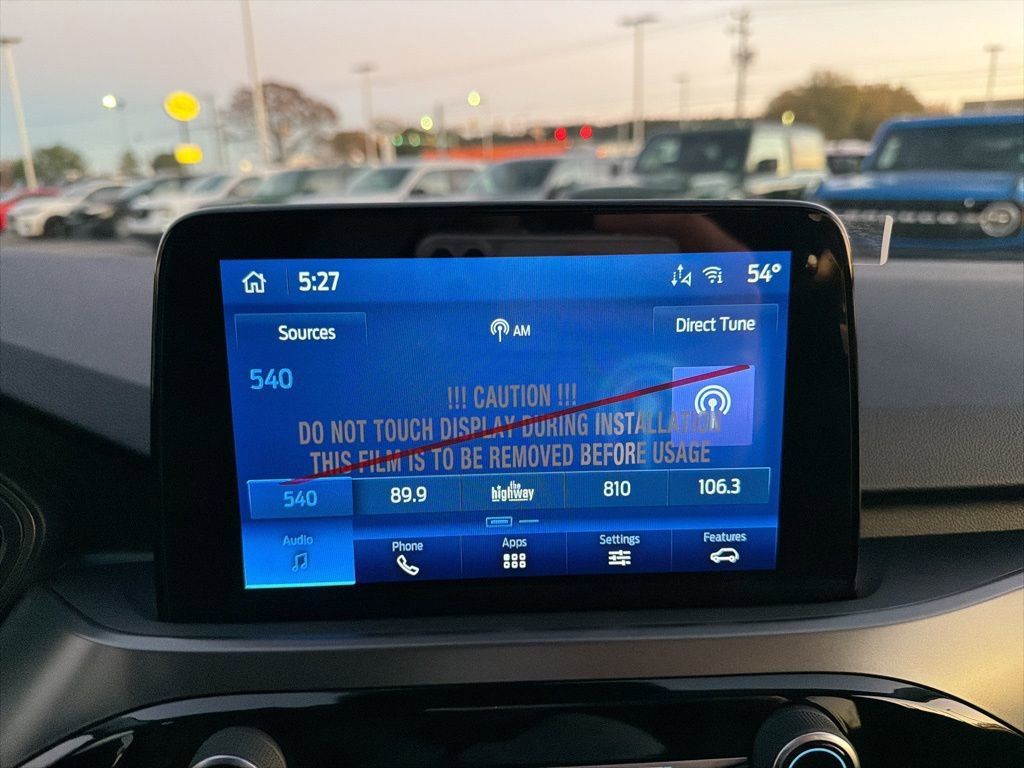 5:27
54°
Sources
AM
Direct Tune
540
!!! CAUTION !!!
DO NOT TOUCH DISPLAY DURING INSTALLATION
THIS FILM IS TO BE REMOVED BEFORE USAGE
540
89.9
the
highway
810
106.3
Audio
Phone
Apps
Settings
Features